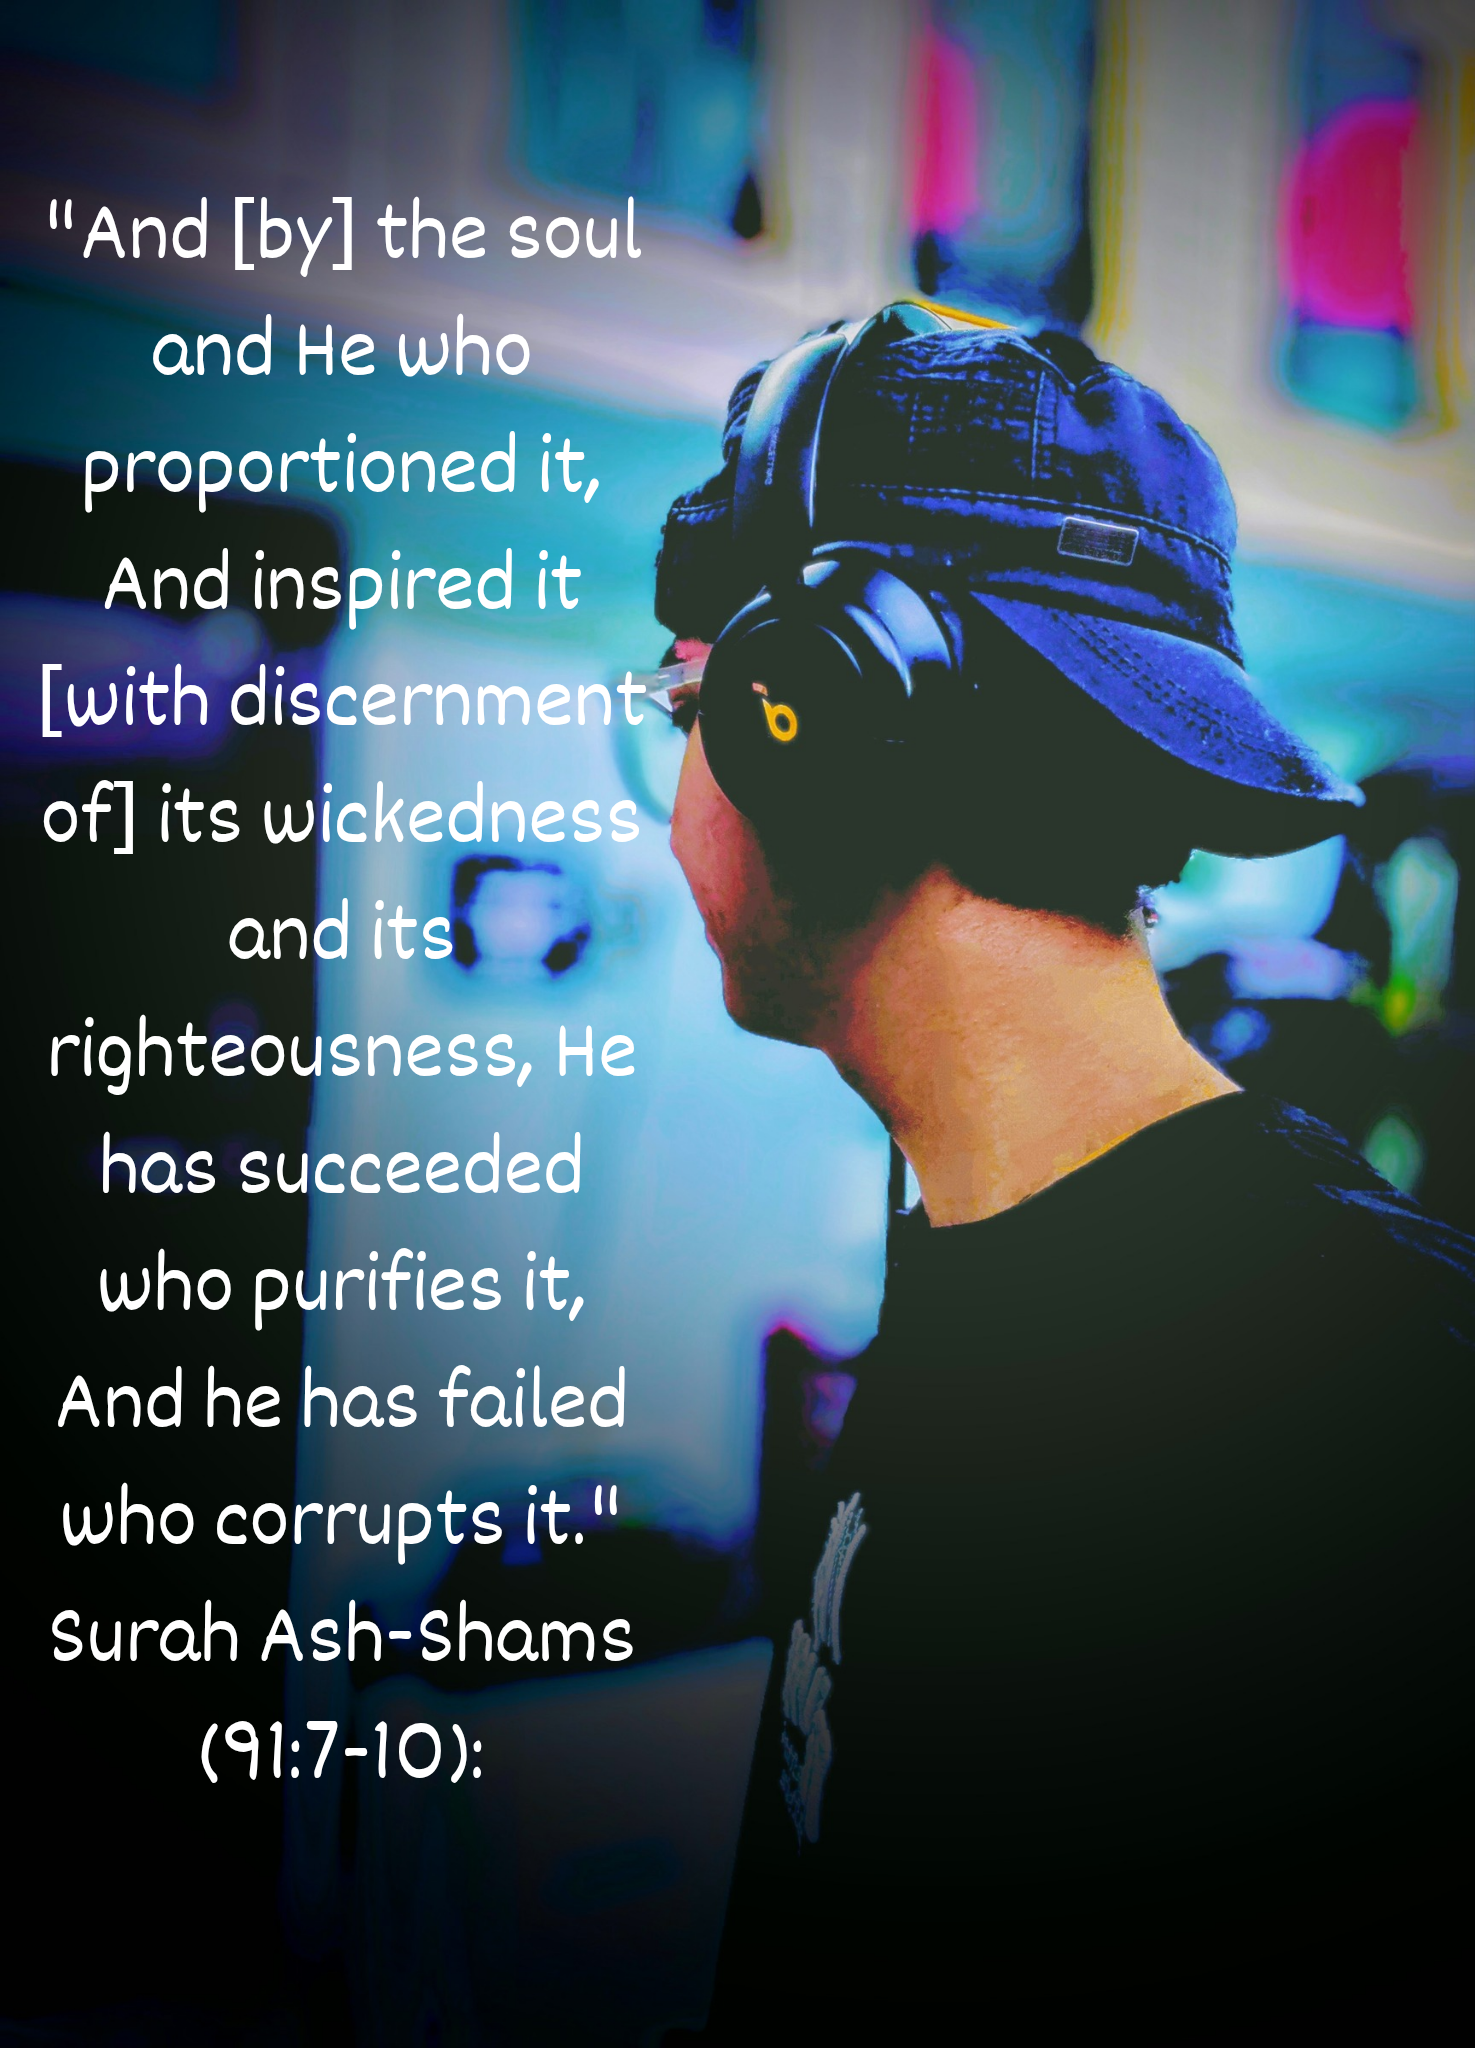 "And [by] the soul
and He who
proportioned it,
And inspired it
[with discernment
of] its wickedness
and its
righteousness, He
has succeeded
who purifies it,
And he has failed
who corrupts it."
Surah Ash-Shams
(91:7-10):
b